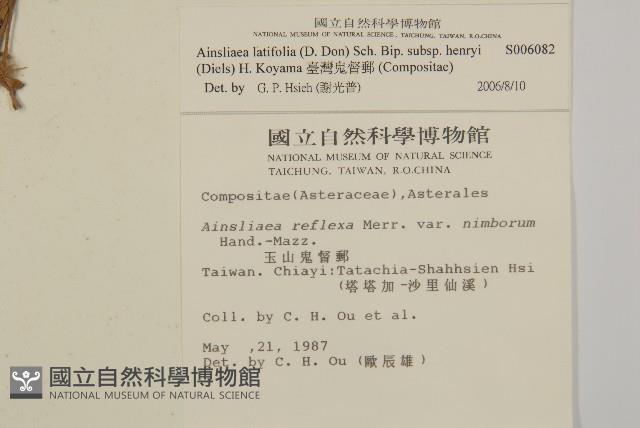 國立自然科學博物館
NATIONAL MUSEUM OF NATURAL SCIENCE, TAICHUNG, TAIWAN, R.O.CHINA
Ainsliaea latifolia (D. Don) Sch. Bip. subsp. henryi S006082
(Diels) H. Koyama 臺灣鬼督郵 (Compositae)
Det. by G. P. Hsieh (謝光普) 2006/8/10
國立自然科學博物館
NATIONAL MUSEUM OF NATURAL SCIENCE
TAICHUNG, TAIWAN, R.O.CHINA
Compositae(Asteraceae),Asterales
Ainsliaea reflexa Merr. var. nimborum
Hand.-Mazz.
玉山鬼督郵
Taiwan. Chiayi:Tatachia-Shahhsien Hsi
(塔塔加-沙里仙溪)
Coll. by C. H. Ou et al.
May ,21, 1987
Det. by C. H. Ou (歐辰雄)
國立自然科學博物館
NATIONAL MUSEUM OF NATURAL SCIENCE